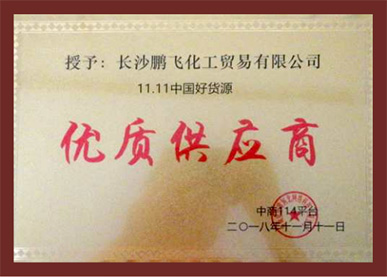 授予：长沙鹏飞化工贸易有限公司
11.11中国好货源
优质供应商
中商114平台
二〇一八年十一月十一日